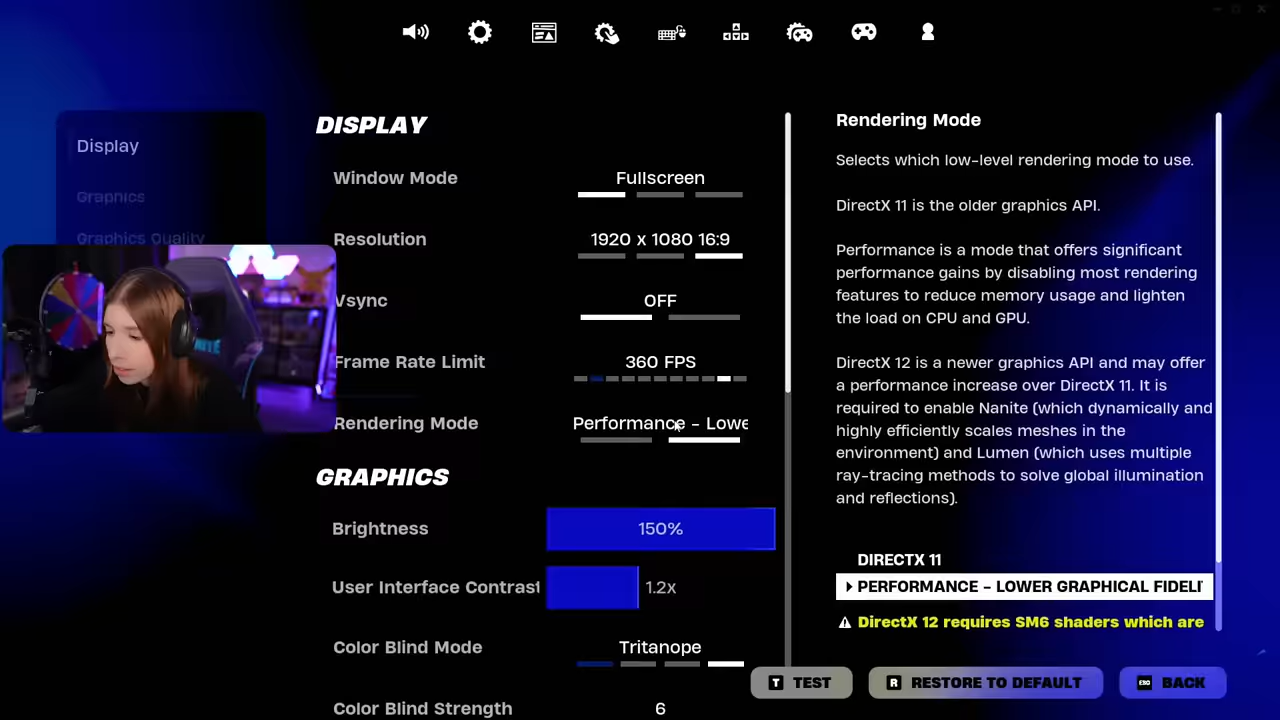 Display
Graphics
Graphics Quality
DISPLAY
Window Mode
Fullscreen
Resolution
1920 x 1080 16:9
Vsync
OFF
Frame Rate Limit
360 FPS
Rendering Mode
Performance - Lowe
GRAPHICS
Brightness
150%
User Interface Contrast
1.2x
Color Blind Mode
Tritanope
Color Blind Strength
6
Rendering Mode
Selects which low-level rendering mode to use.
DirectX 11 is the older graphics API.
Performance is a mode that offers significant
performance gains by disabling most rendering
features to reduce memory usage and lighten
the load on CPU and GPU.
DirectX 12 is a newer graphics API and may offer
a performance increase over DirectX 11. It is
required to enable Nanite (which dynamically and
highly efficiently scales meshes in the
environment) and Lumen (which uses multiple
ray-tracing methods to solve global illumination
and reflections).
DIRECTX 11
PERFORMANCE - LOWER GRAPHICAL FIDELI
DirectX 12 requires SM6 shaders which are
T TEST
R RESTORE TO DEFAULT
ESC BACK